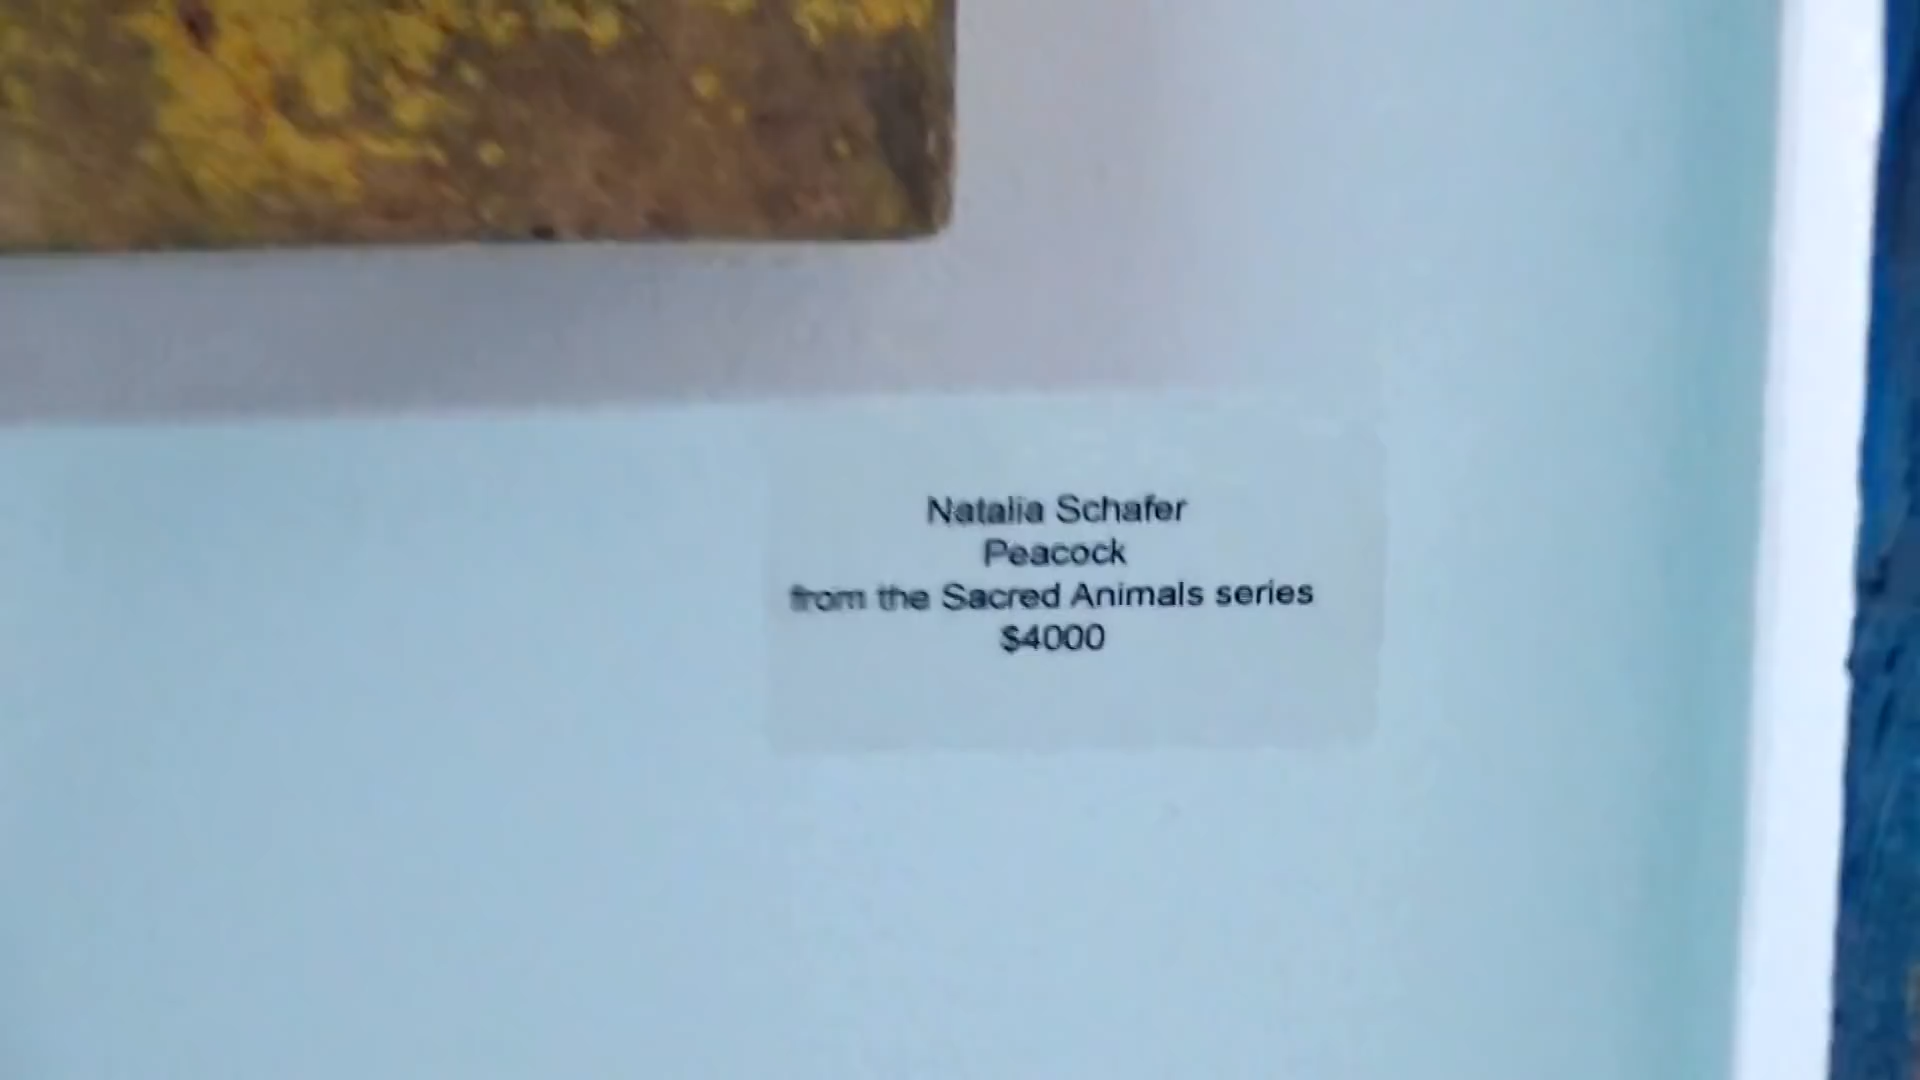 Natalia Schafer
Peacock
from the Sacred Animals series
$4000